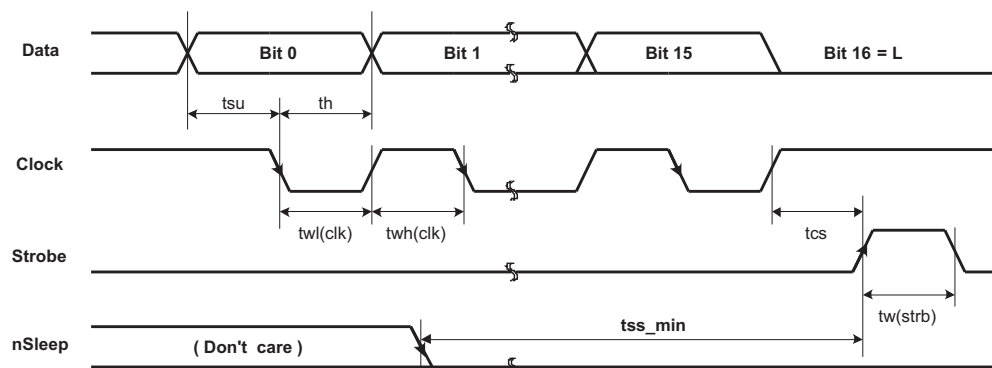 Data
Bit 0
Bit 1
Bit 15
Bit 16 = L
tsu
th
Clock
twl(clk)
twh(clk)
tcs
Strobe
tw(strb)
tss_min
nSleep
( Don't care )